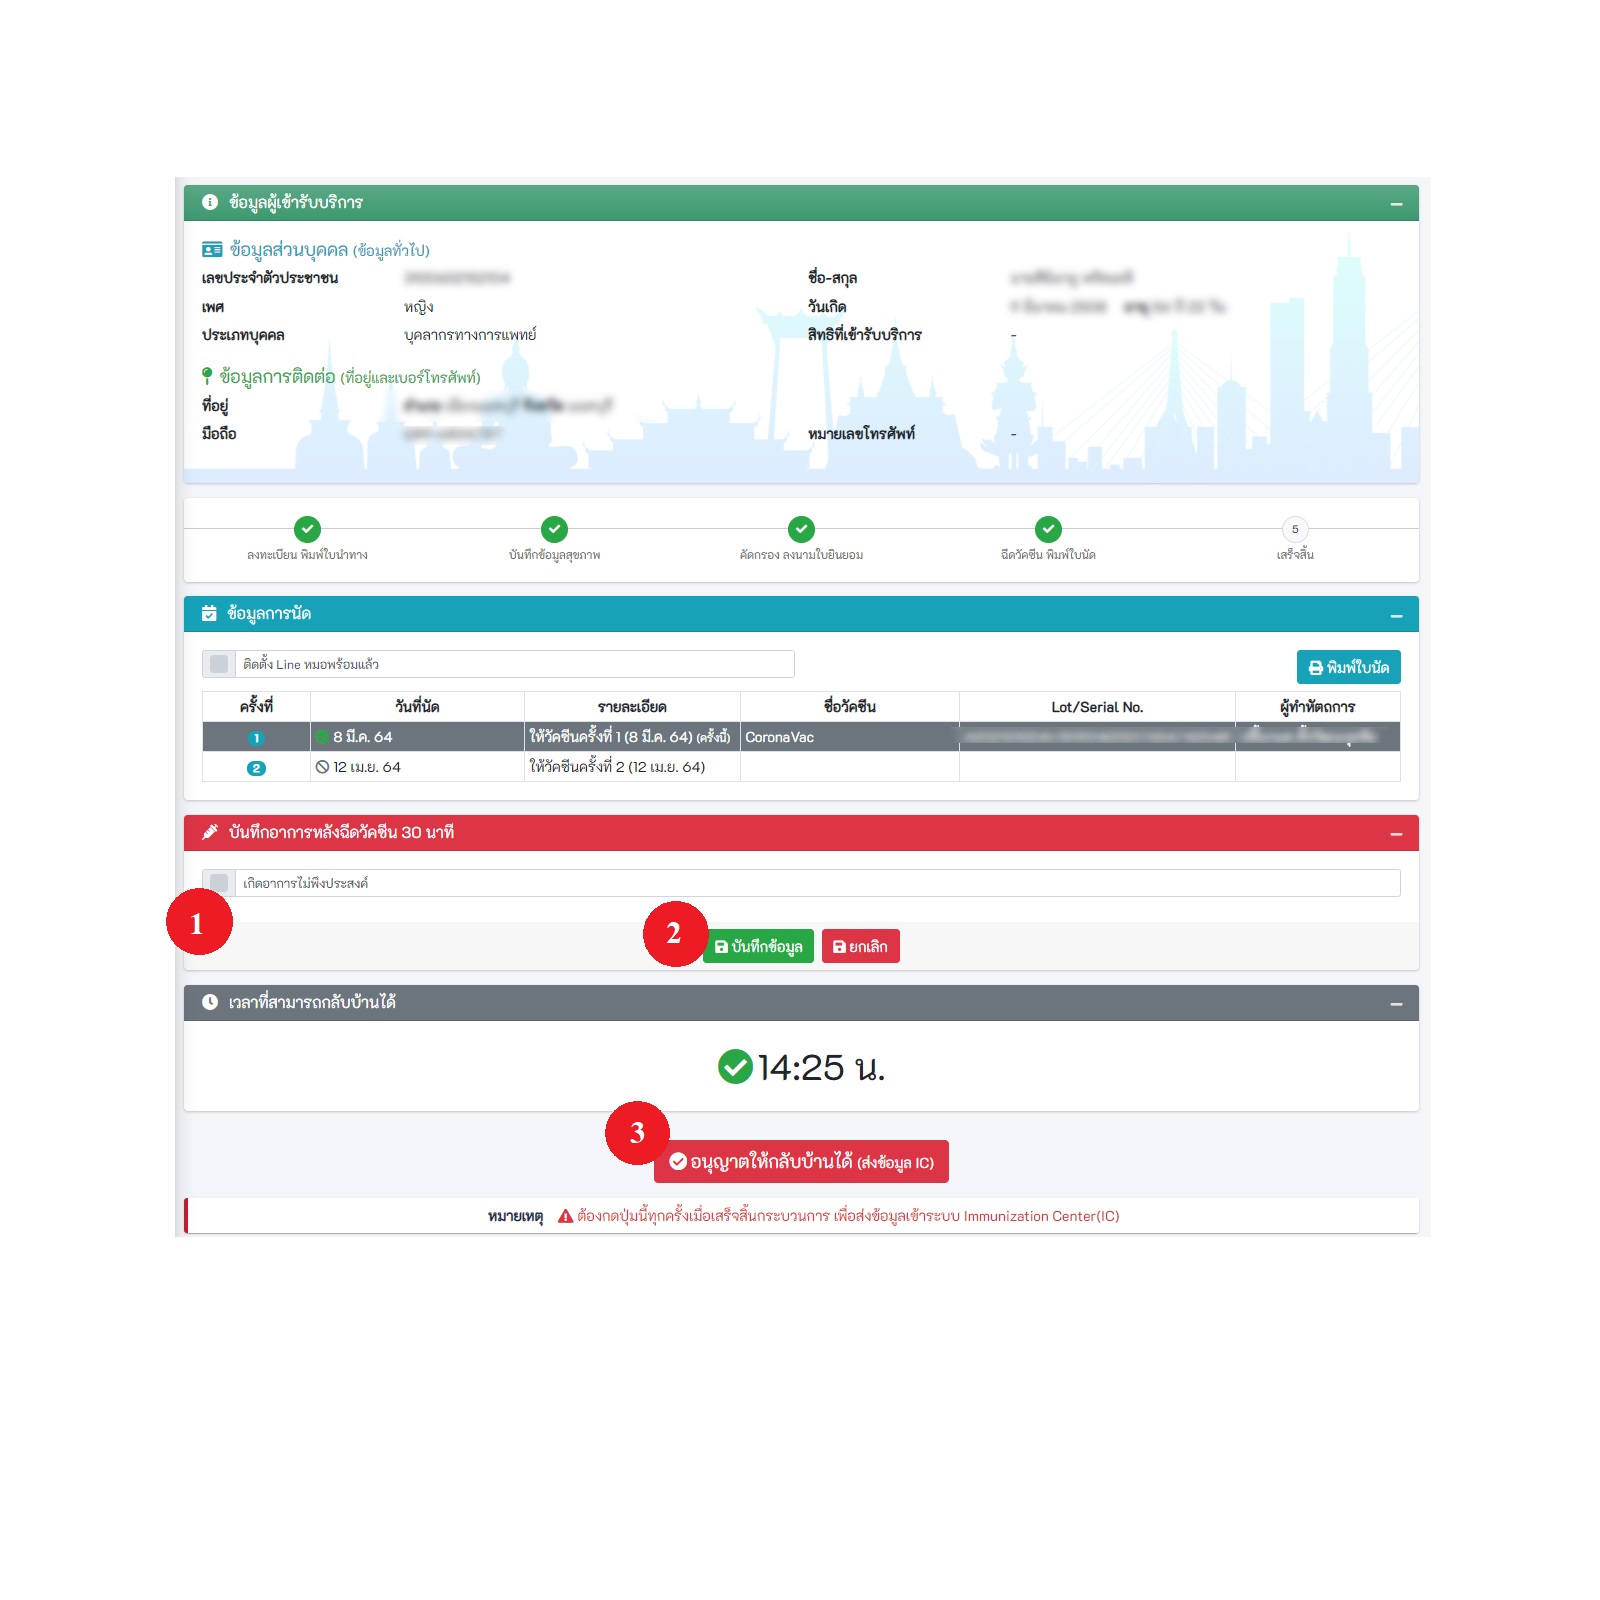 ข้อมูลผู้เข้ารับบริการ
ข้อมูลส่วนบุคคล (ข้อมูลทั่วไป)
เลขประจำตัวประชาชน ชื่อ-สกุล
เพศ หญิง วันเกิด
ประเภทบุคคล บุคลากรทางการแพทย์ สิทธิที่เข้ารับบริการ -
ข้อมูลการติดต่อ (ที่อยู่และเบอร์โทรศัพท์)
ที่อยู่
มือถือ หมายเลขโทรศัพท์ -
5
ลงทะเบียน พิมพ์ใบนำทาง บันทึกข้อมูลสุขภาพ คัดกรอง ลงนามใบยินยอม ฉีดวัคซีน พิมพ์ใบนัด เสร็จสิ้น
ข้อมูลการนัด
ติดตั้ง Line หมอพร้อมแล้ว พิมพ์ใบนัด
ครั้งที่ วันที่นัด รายละเอียด ชื่อวัคซีน Lot/Serial No. ผู้ทำหัตถการ
1 8 มี.ค. 64 ให้วัคซีนครั้งที่ 1 (8 มี.ค. 64) (ครั้งนี้) CoronaVac
2 12 เม.ย. 64 ให้วัคซีนครั้งที่ 2 (12 เม.ย. 64)
บันทึกอาการหลังฉีดวัคซีน 30 นาที
เกิดอาการไม่พึงประสงค์
1
2 บันทึกข้อมูล ยกเลิก
เวลาที่สามารถกลับบ้านได้
14:25 น.
3
อนุญาตให้กลับบ้านได้ (ส่งข้อมูล IC)
หมายเหตุ ต้องกดปุ่มนี้ทุกครั้งเมื่อเสร็จสิ้นกระบวนการ เพื่อส่งข้อมูลเข้าระบบ Immunization Center(IC)